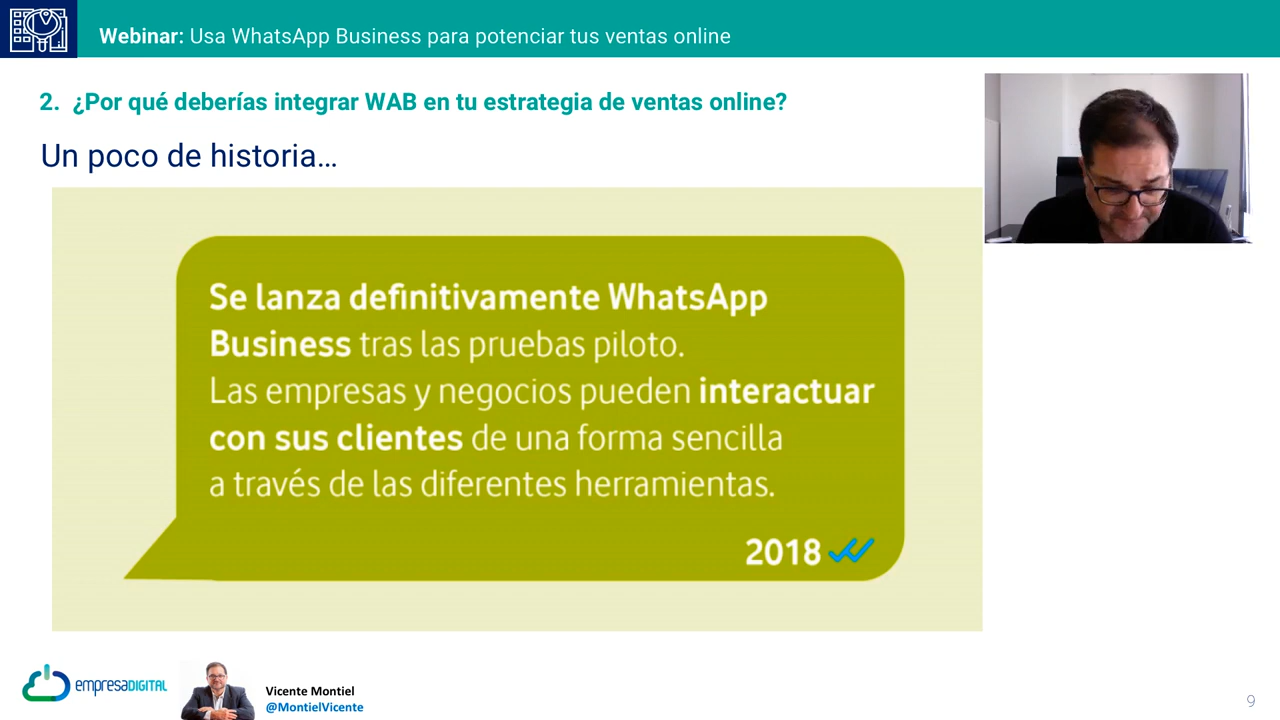 Webinar: Usa WhatsApp Business para potenciar tus ventas online
2. ¿Por qué deberías integrar WAB en tu estrategia de ventas online?
Un poco de historia…
Se lanza definitivamente WhatsApp
Business tras las pruebas piloto.
Las empresas y negocios pueden interactuar
con sus clientes de una forma sencilla
a través de las diferentes herramientas.
2018
empresaDIGITAL
Vicente Montiel
@MontielVicente
9